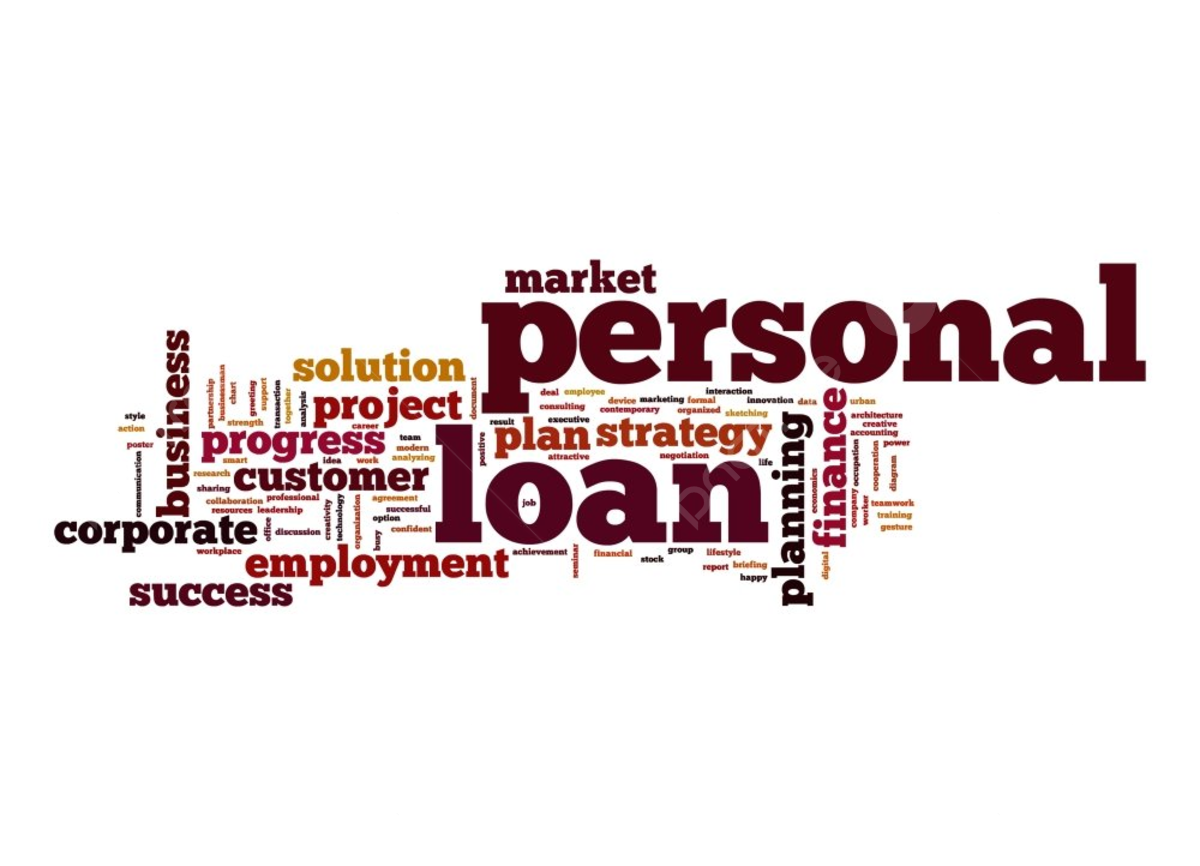 market
personal
solution
business
partnership
businessman
chart
greeting
support
transaction
together
analysis
strength
project
career
document
deal
employee
interaction
consulting
device
marketing
formal
innovation
data
urban
contemporary
organized
sketching
result
executive
style
action
poster
communication
progress
team
modern
analyzing
smart
idea
work
positive
plan
strategy
attractive
negotiation
life
finance
architecture
creative
accounting
power
planning
economics
occupation
cooperation
diagram
research
customer
sharing
loan
job
collaboration
professional
resources
leadership
agreement
successful
option
confident
creativity
technology
organization
busy
company
worker
teamwork
training
gesture
corporate
office
discussion
workplace
employment
achievement
seminar
financial
stock
group
lifestyle
report
briefing
happy
digital
success